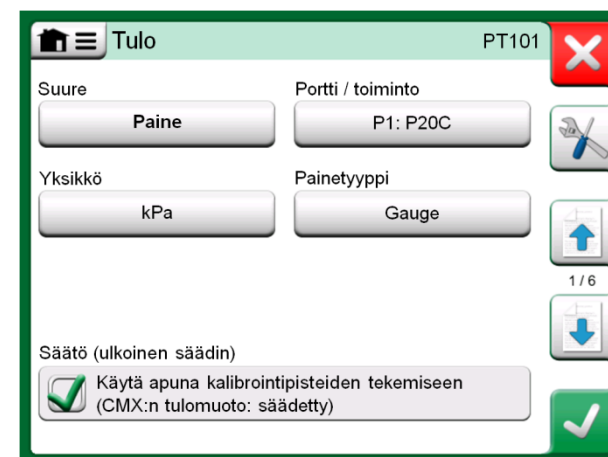 Tulo
PT101
Suure
Portti / toiminto
Paine
P1: P20C
Yksikkö
Painetyyppi
kPa
Gauge
1 / 6
Säätö (ulkoinen säädin)
Käytä apuna kalibrointipisteiden tekemiseen
(CMX:n tulomuoto: säädetty)